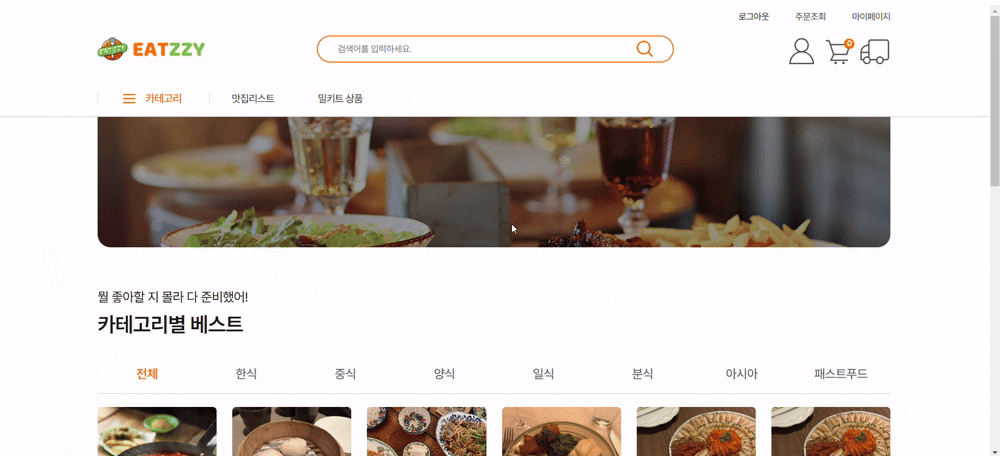 로그아웃 주문조회 마이페이지
EATZZY
검색어를 입력하세요.
0
카테고리 맛집리스트 밀키트 상품
뭘 좋아할 지 몰라 다 준비했어!
카테고리별 베스트
전체 한식 중식 양식 일식 분식 아시아 패스트푸드